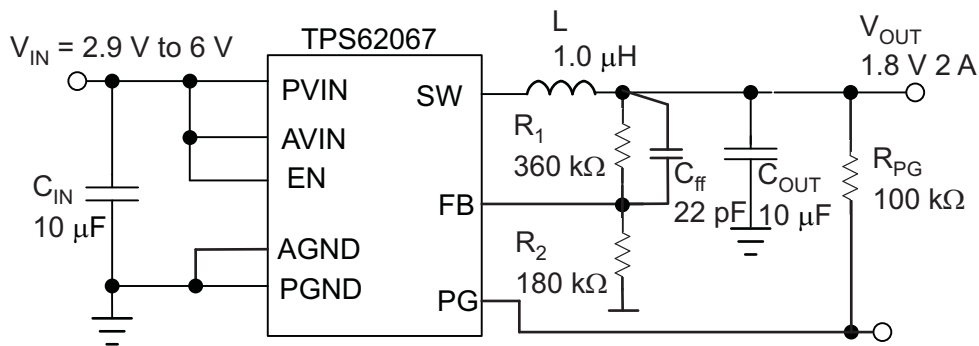 V_IN = 2.9 V to 6 V
TPS62067
PVIN
AVIN
EN
AGND
PGND
SW
FB
PG
C_IN
10 μF
L
1.0 μH
R_1
360 kΩ
C_ff
22 pF
R_2
180 kΩ
C_OUT
10 μF
V_OUT
1.8 V 2 A
R_PG
100 kΩ